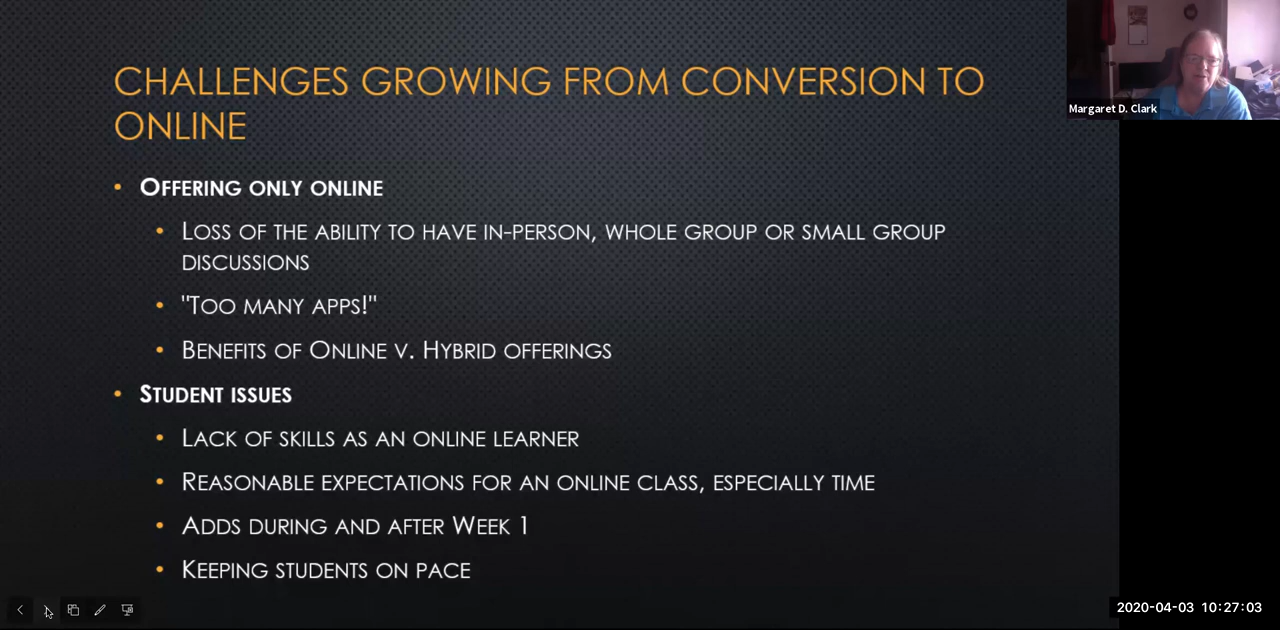 CHALLENGES GROWING FROM CONVERSION TO
ONLINE
Margaret D. Clark
• OFFERING ONLY ONLINE
• LOSS OF THE ABILITY TO HAVE IN-PERSON, WHOLE GROUP OR SMALL GROUP
DISCUSSIONS
• "TOO MANY APPS!"
• BENEFITS OF ONLINE V. HYBRID OFFERINGS
• STUDENT ISSUES
• LACK OF SKILLS AS AN ONLINE LEARNER
• REASONABLE EXPECTATIONS FOR AN ONLINE CLASS, ESPECIALLY TIME
• ADDS DURING AND AFTER WEEK 1
• KEEPING STUDENTS ON PACE
2020-04-03 10:27:03